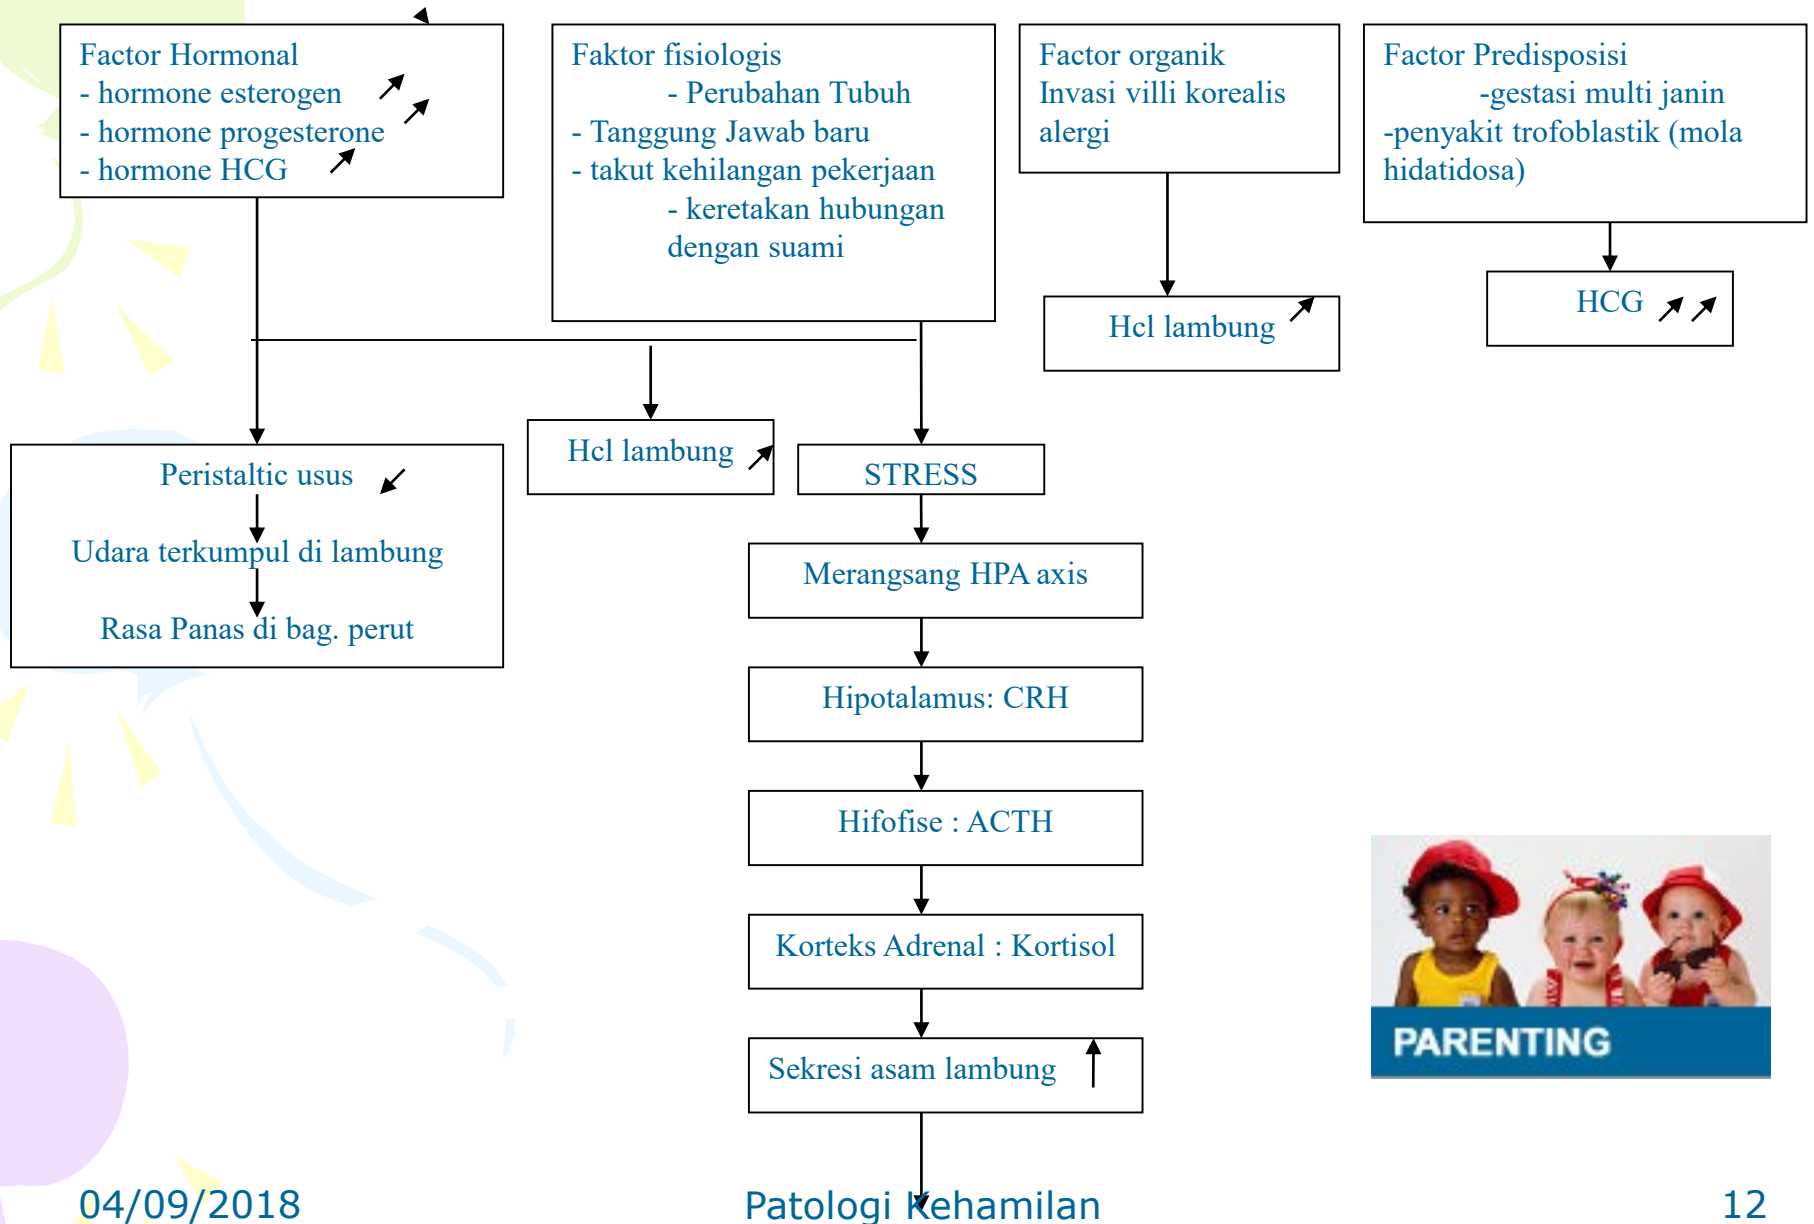 Factor Hormonal
- hormone esterogen
- hormone progesterone
- hormone HCG
Faktor fisiologis
- Perubahan Tubuh
- Tanggung Jawab baru
- takut kehilangan pekerjaan
- keretakan hubungan
dengan suami
Factor organik
Invasi villi korealis
alergi
Factor Predisposisi
-gestasi multi janin
-penyakit trofoblastik (mola
hidatidosa)
Hcl lambung
HCG
Peristaltic usus
Udara terkumpul di lambung
Rasa Panas di bag. perut
Hcl lambung
STRESS
Merangsang HPA axis
Hipotalamus: CRH
Hifofise : ACTH
Korteks Adrenal : Kortisol
Sekresi asam lambung
PARENTING
04/09/2018
Patologi Kehamilan
12